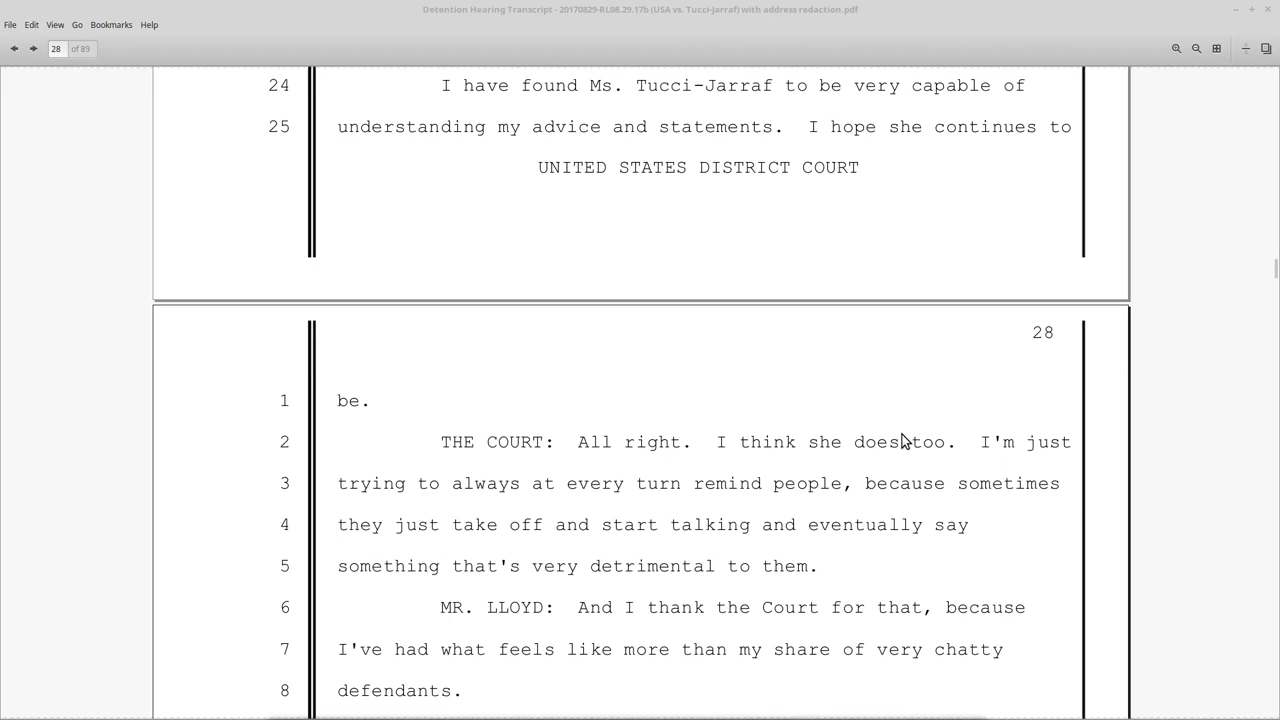 Detention Hearing Transcript - 20170829-RL08.29.17b (USA vs. Tucci-Jarraf) with address redaction.pdf
File Edit View Go Bookmarks Help
28 of 89
24 I have found Ms. Tucci-Jarraf to be very capable of
25 understanding my advice and statements. I hope she continues to
UNITED STATES DISTRICT COURT
28
1 be.
2 THE COURT: All right. I think she does too. I'm just
3 trying to always at every turn remind people, because sometimes
4 they just take off and start talking and eventually say
5 something that's very detrimental to them.
6 MR. LLOYD: And I thank the Court for that, because
7 I've had what feels like more than my share of very chatty
8 defendants.